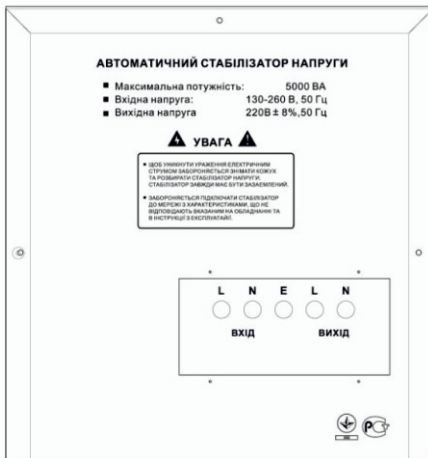 АВТОМАТИЧНИЙ СТАБІЛІЗАТОР НАПРУГИ
■ Максимальна потужність: 5000 ВА
■ Вхідна напруга: 130-260 В, 50 Гц
■ Вихідна напруга 220В ± 8%,50 Гц
УВАГА
• ЩОБ УНИКНУТИ УРАЖЕННЯ ЕЛЕКТРИЧНИМ
СТРУМОМ ЗАБОРОНЯЄТЬСЯ ЗНІМАТИ КОЖУХ
ТА РОЗБИРАТИ СТАБІЛІЗАТОР НАПРУГИ.
СТАБІЛІЗАТОР ЗАВЖДИ МАЄ БУТИ ЗАЗЕМЛЕНИЙ.
• ЗАБОРОНЯЄТЬСЯ ПІДКЛЮЧАТИ СТАБІЛІЗАТОР
ДО МЕРЕЖІ З ХАРАКТЕРИСТИКАМИ, ЩО НЕ
ВІДПОВІДАЮТЬ ВКАЗАНИМ НА ОБЛАДНАННІ ТА
В ІНСТРУКЦІЇ З ЕКСПЛУАТАЦІЇ.
L N E L N
ВХІД ВИХІД